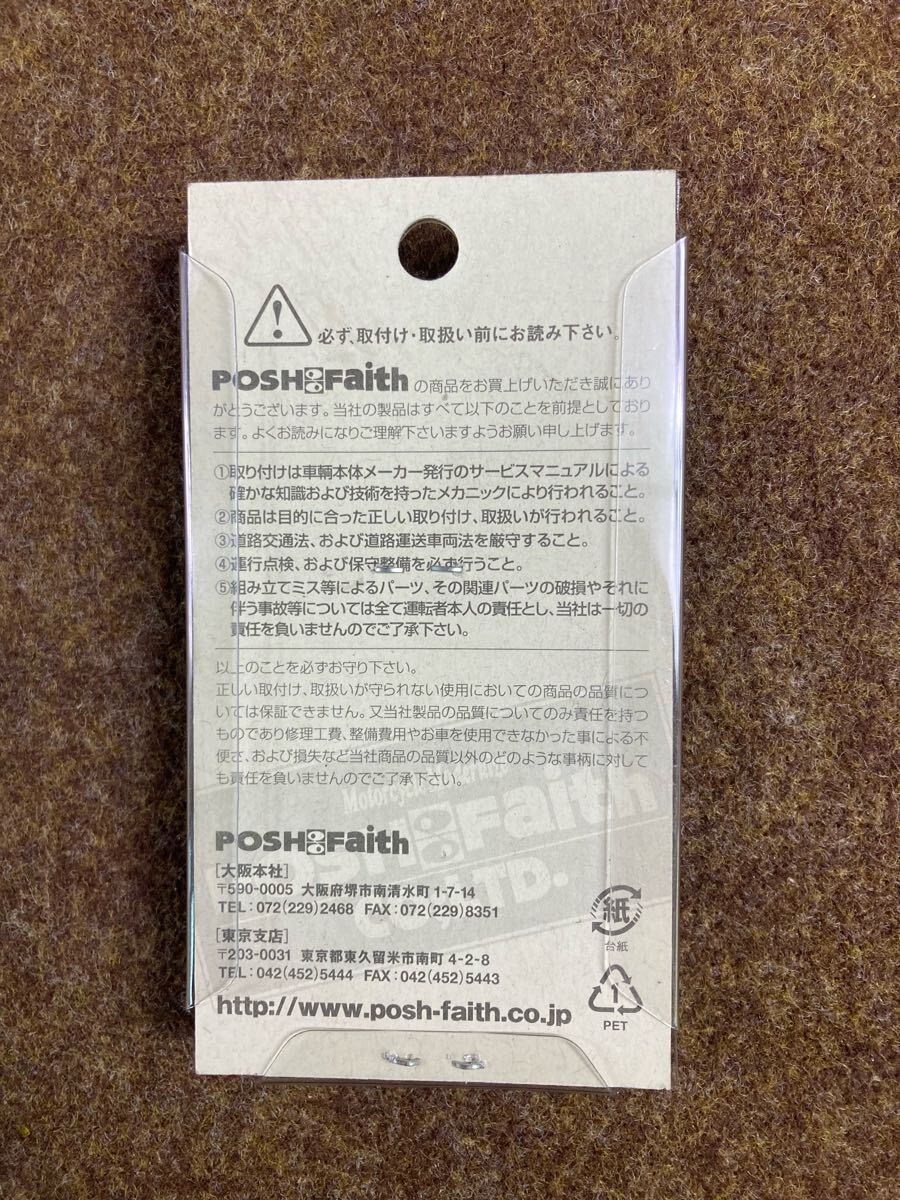 必ず、取付け・取扱い前にお読み下さい。
POSH Faith の商品をお買上げいただき誠にあり
がとうございます。当社の製品はすべて以下のことを前提としており
ます。よくお読みになりご理解下さいますようお願い申し上げます。
①取り付けは車輌本体メーカー発行のサービスマニュアルによる
確かな知識および技術を持ったメカニックにより行われること。
②商品は目的に合った正しい取り付け、取扱いが行われること。
③道路交通法、および道路運送車両法を厳守すること。
④運行点検、および保守整備を必ず行うこと。
⑤組み立てミス等によるパーツ、その関連パーツの破損やそれに
伴う事故等については全て運転者本人の責任とし、当社は一切の
責任を負いませんのでご了承下さい。
以上のことを必ずお守り下さい。
正しい取付け、取扱いが守られない使用においての商品の品質につ
いては保証できません。又当社製品の品質についてのみ責任を持つ
ものであり修理工費、整備費用やお車を使用できなかった事による不
便さ、および損失など当社商品の品質以外のどのような事柄に対して
も責任を負いませんのでご了承下さい。
POSH Faith
CO.,LTD.
POSH Faith
[大阪本社]
〒590-0005 大阪府堺市南清水町 1-7-14
TEL:072(229)2468 FAX:072(229)8351
[東京支店]
〒203-0031 東京都東久留米市南町 4-2-8
TEL:042(452)5444 FAX:042(452)5443
http://www.posh-faith.co.jp
紙
台紙
1
PET